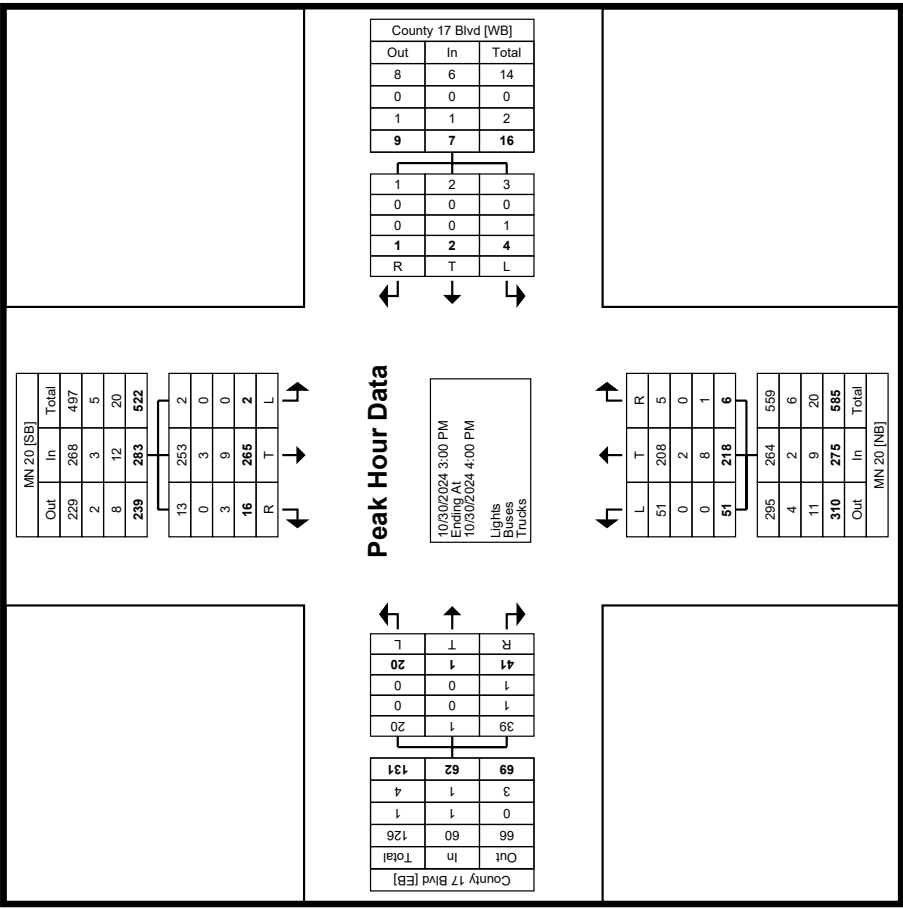 County 17 Blvd [WB]
Out In Total
8 6 14
0 0 0
1 1 2
9 7 16
1 2 3
0 0 0
0 0 1
1 2 4
R T L
MN 20 [SB]
Out In Total
229 268 497
2 3 5
8 12 20
239 283 522
13 253 2
0 3 0
3 9 0
16 265 2
R T L
Peak Hour Data
10/30/2024 3:00 PM
Ending At
10/30/2024 4:00 PM
Lights
Buses
Trucks
L T R
51 208 5
0 2 0
0 8 1
51 218 6
295 264 559
4 2 6
11 9 20
310 275 585
Out In Total
MN 20 [NB]
County 17 Blvd [EB]
Out In Total
66 60 126
0 1 1
3 1 4
69 62 131
39 1 20
1 0 0
1 0 0
41 1 20
R T L